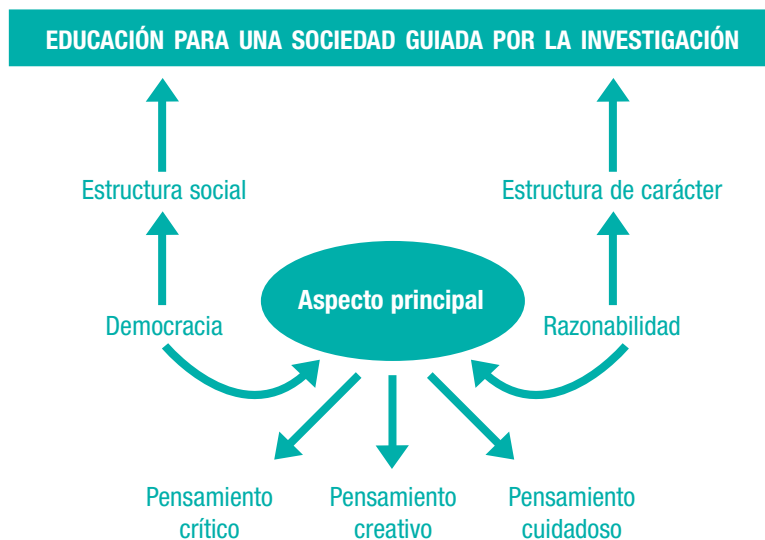 EDUCACIÓN PARA UNA SOCIEDAD GUIADA POR LA INVESTIGACIÓN
Estructura social
Estructura de carácter
Aspecto principal
Democracia
Razonabilidad
Pensamiento
crítico
Pensamiento
creativo
Pensamiento
cuidadoso